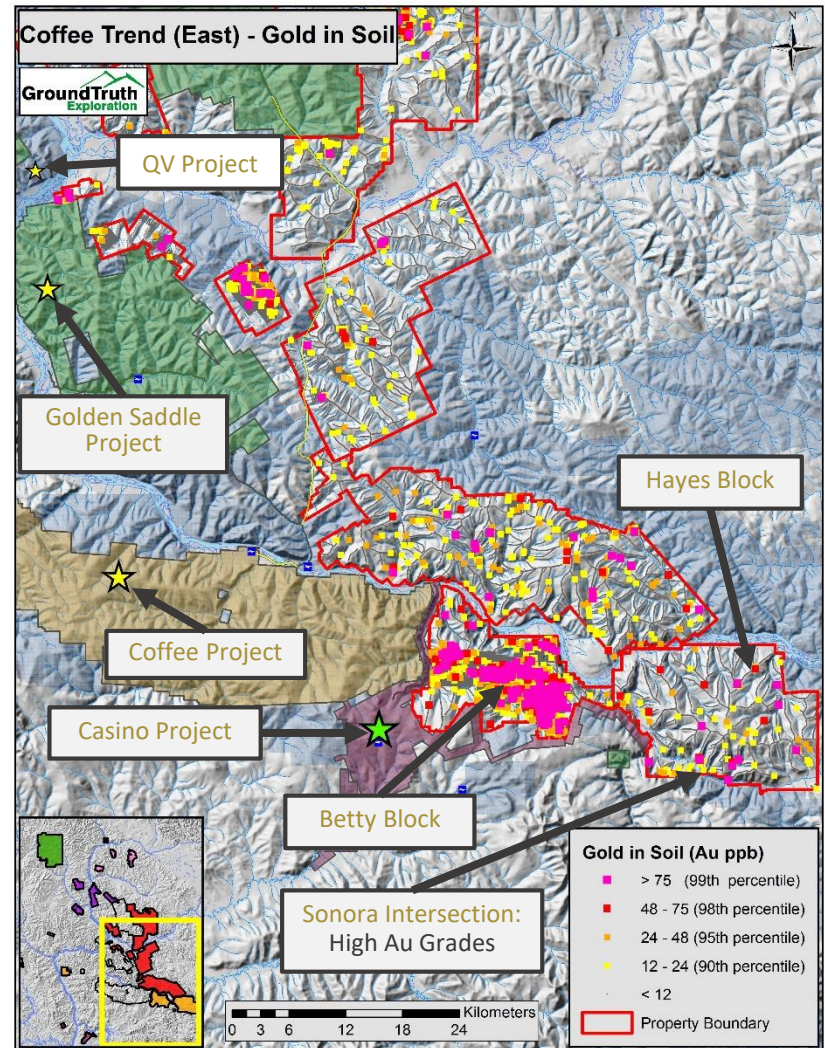 Coffee Trend (East) - Gold in Soil
N
GroundTruth
Exploration
QV Project
Golden Saddle
Project
Hayes Block
Coffee Project
Casino Project
Betty Block
Sonora Intersection:
High Au Grades
Gold in Soil (Au ppb)
> 75 (99th percentile)
48 - 75 (98th percentile)
24 - 48 (95th percentile)
12 - 24 (90th percentile)
< 12
Property Boundary
Kilometers
0 3 6 12 18 24